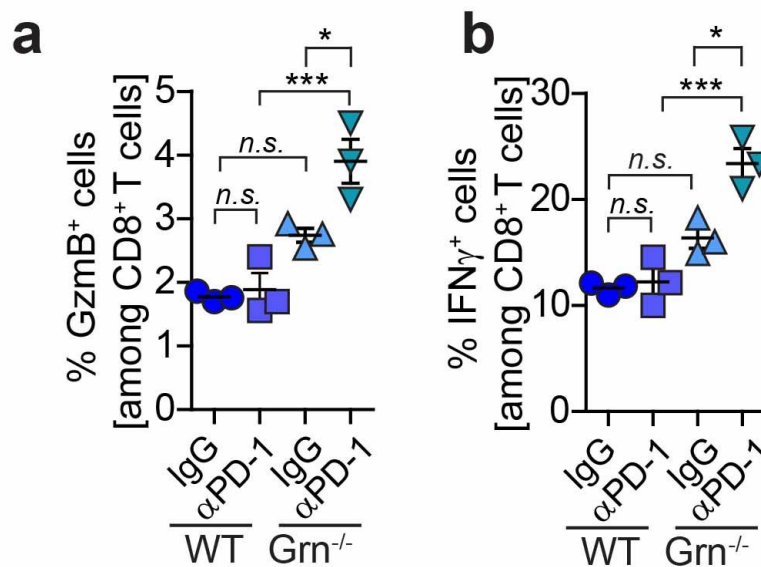 a
*
***
n.s.
n.s.
% GzmB⁺ cells
[among CD8⁺ T cells]
5
4
3
2
1
0
IgG
αPD-1
IgG
αPD-1
WT
Grn⁻/⁻
b
*
***
n.s.
n.s.
% IFNγ⁺ cells
[among CD8⁺ T cells]
30
20
10
0
IgG
αPD-1
IgG
αPD-1
WT
Grn⁻/⁻